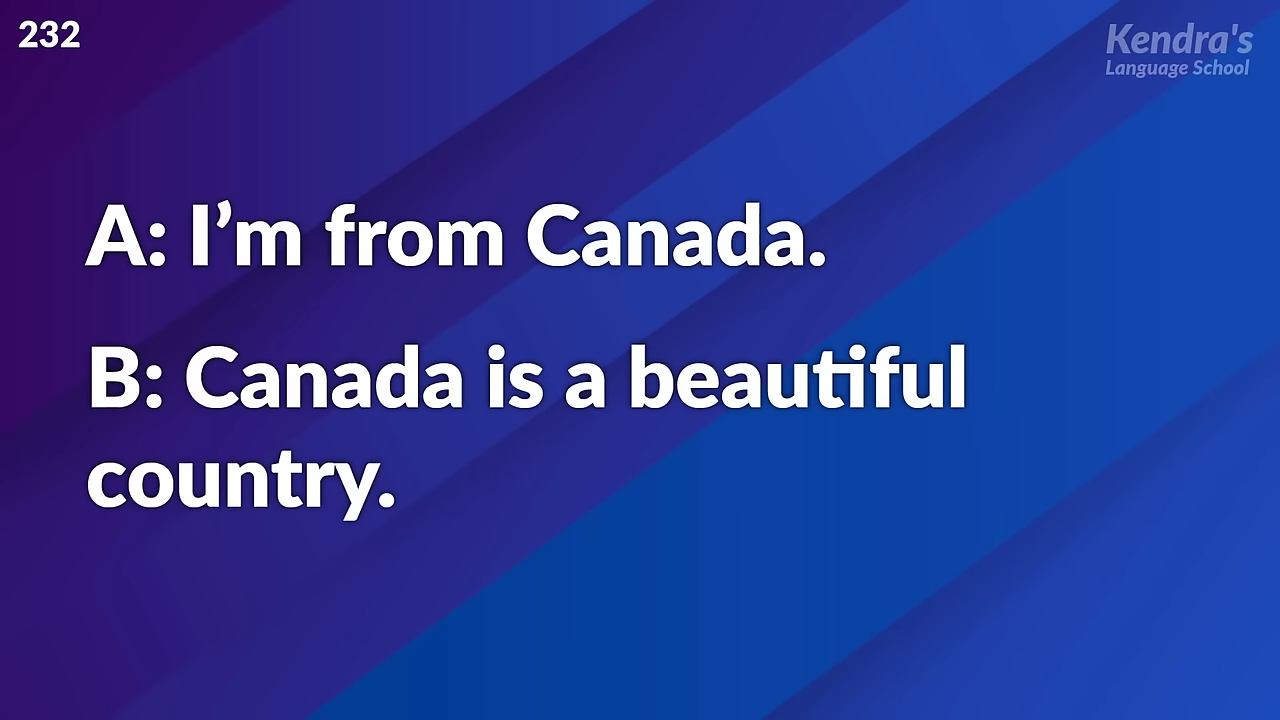 232
Kendra's
Language School
A: I’m from Canada.
B: Canada is a beautiful
country.